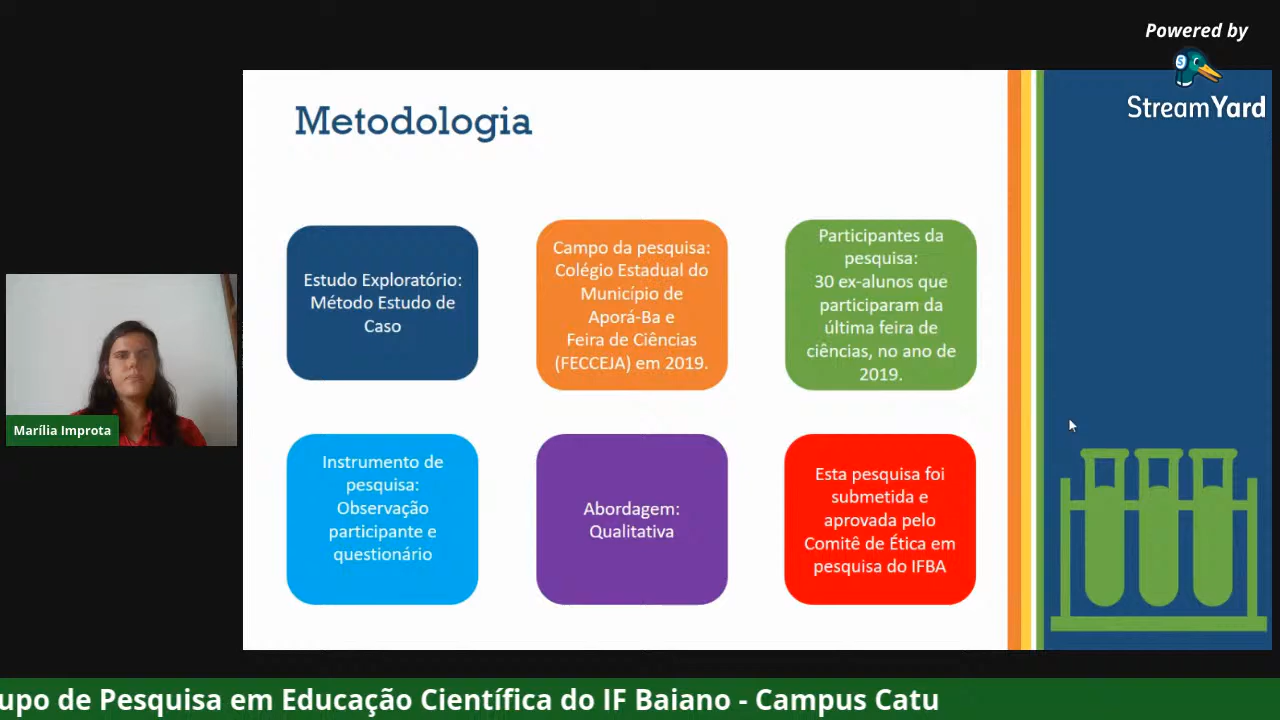 Powered by
StreamYard
Metodologia
Estudo Exploratório:
Método Estudo de
Caso
Campo da pesquisa:
Colégio Estadual do
Município de
Aporá-Ba e
Feira de Ciências
(FECCEJA) em 2019.
Participantes da
pesquisa:
30 ex-alunos que
participaram da
última feira de
ciências, no ano de
2019.
Instrumento de
pesquisa:
Observação
participante e
questionário
Abordagem:
Qualitativa
Esta pesquisa foi
submetida e
aprovada pelo
Comitê de Ética em
pesquisa do IFBA
Marília Improta
upo de Pesquisa em Educação Científica do IF Baiano - Campus Catu